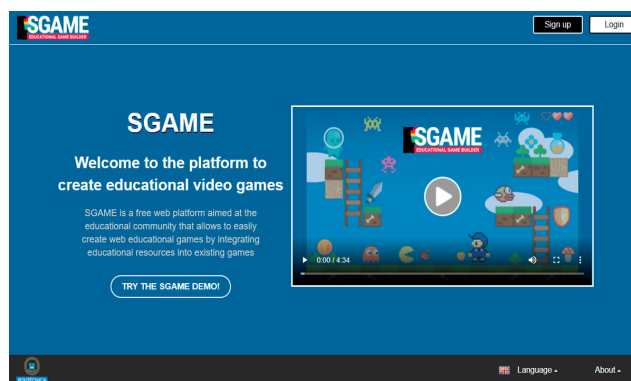 SGAME
EDUCATIONAL GAME BUILDER
Sign up
Login
SGAME
Welcome to the platform to
create educational video games
SGAME is a free web platform aimed at the
educational community that allows to easily
create web educational games by integrating
educational resources into existing games
TRY THE SGAME DEMO!
SGAME
EDUCATIONAL GAME BUILDER
0:00 / 4:34
POLITÉCNICA
Language
About